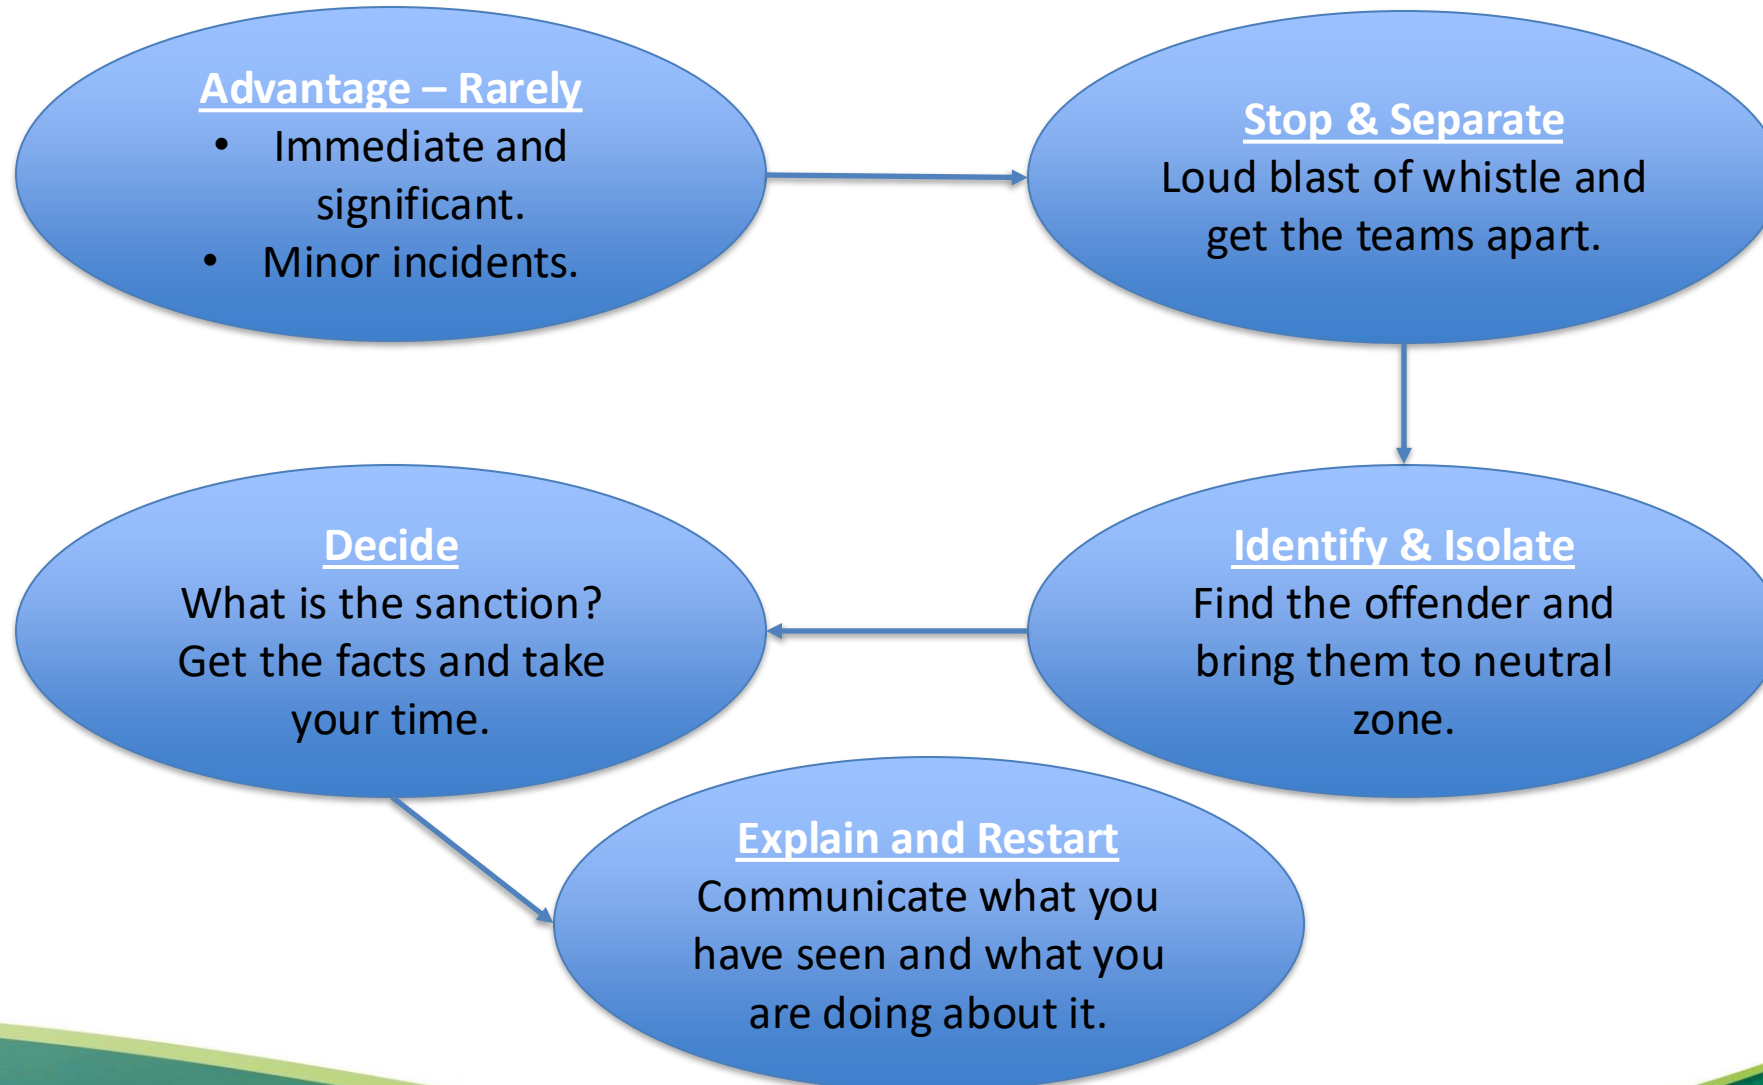 Advantage – Rarely
• Immediate and
significant.
• Minor incidents.
Stop & Separate
Loud blast of whistle and
get the teams apart.
Identify & Isolate
Find the offender and
bring them to neutral
zone.
Decide
What is the sanction?
Get the facts and take
your time.
Explain and Restart
Communicate what you
have seen and what you
are doing about it.